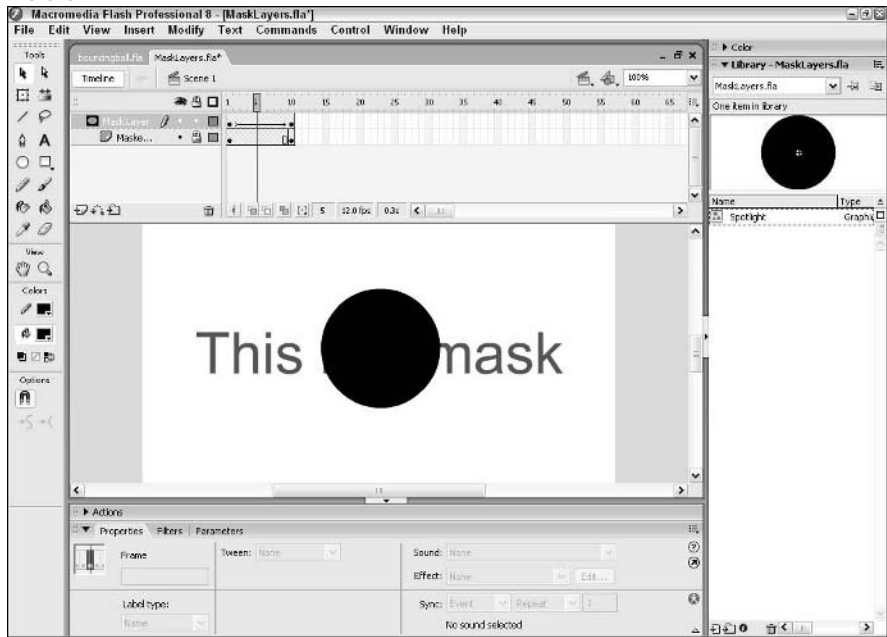 Macromedia Flash Professional 8 - [MaskLayers.fla*]
File Edit View Insert Modify Text Commands Control Window Help
Tools
bouncingball.fla MaskLayers.fla*
Timeline Scene 1 100%
1 10 15 20 25 30 35 40 45 50 55 60 65
MaskLayer
Maske...
5 12.0 fps 0.3s
View
Colors
Options
This mask
Actions
Properties Filters Parameters
Frame
Tween: None
Sound: None
Effect: None Edit...
Label type:
Name
Sync: Event Repeat 1
No sound selected
Color
Library - MaskLayers.fla
MaskLayers.fla
One item in library
Name Type
Spotlight Graphic